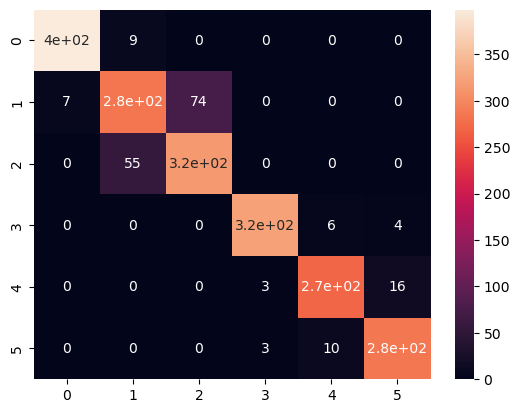 0 4e+02 9 0 0 0 0
1 7 2.8e+02 74 0 0 0
2 0 55 3.2e+02 0 0 0
3 0 0 0 3.2e+02 6 4
4 0 0 0 3 2.7e+02 16
5 0 0 0 3 10 2.8e+02
0 1 2 3 4 5
350
300
250
200
150
100
50
0